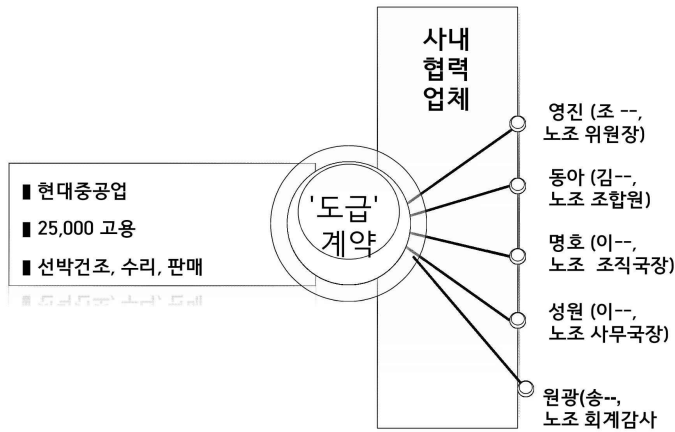 사내
협력
업체
영진 (조 --,
노조 위원장)
동아 (김--,
노조 조합원)
명호 (이--,
노조 조직국장)
성원 (이--,
노조 사무국장)
원광(송--,
노조 회계감사
현대중공업
25,000 고용
선박건조, 수리, 판매
'도급'
계약